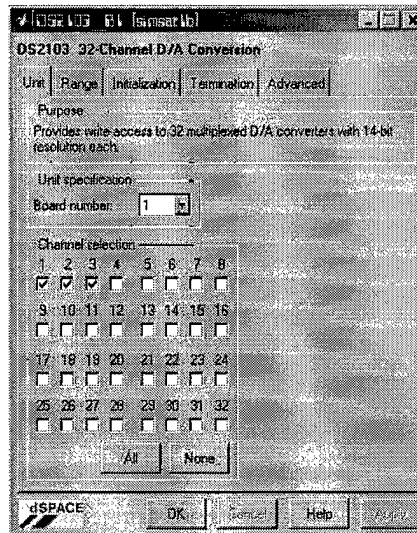 DS2103_B1 [simsat1b]
DS2103 32-Channel D/A Conversion
Unit Range Initialization Termination Advanced
Purpose
Provides write-access to 32 multiplexed D/A converters with 14-bit
resolution each.
Unit specification
Board number: 1
Channel selection
1 2 3 4 5 6 7 8
9 10 11 12 13 14 15 16
17 18 19 20 21 22 23 24
25 26 27 28 29 30 31 32
All None
dSPACE OK Cancel Help Apply